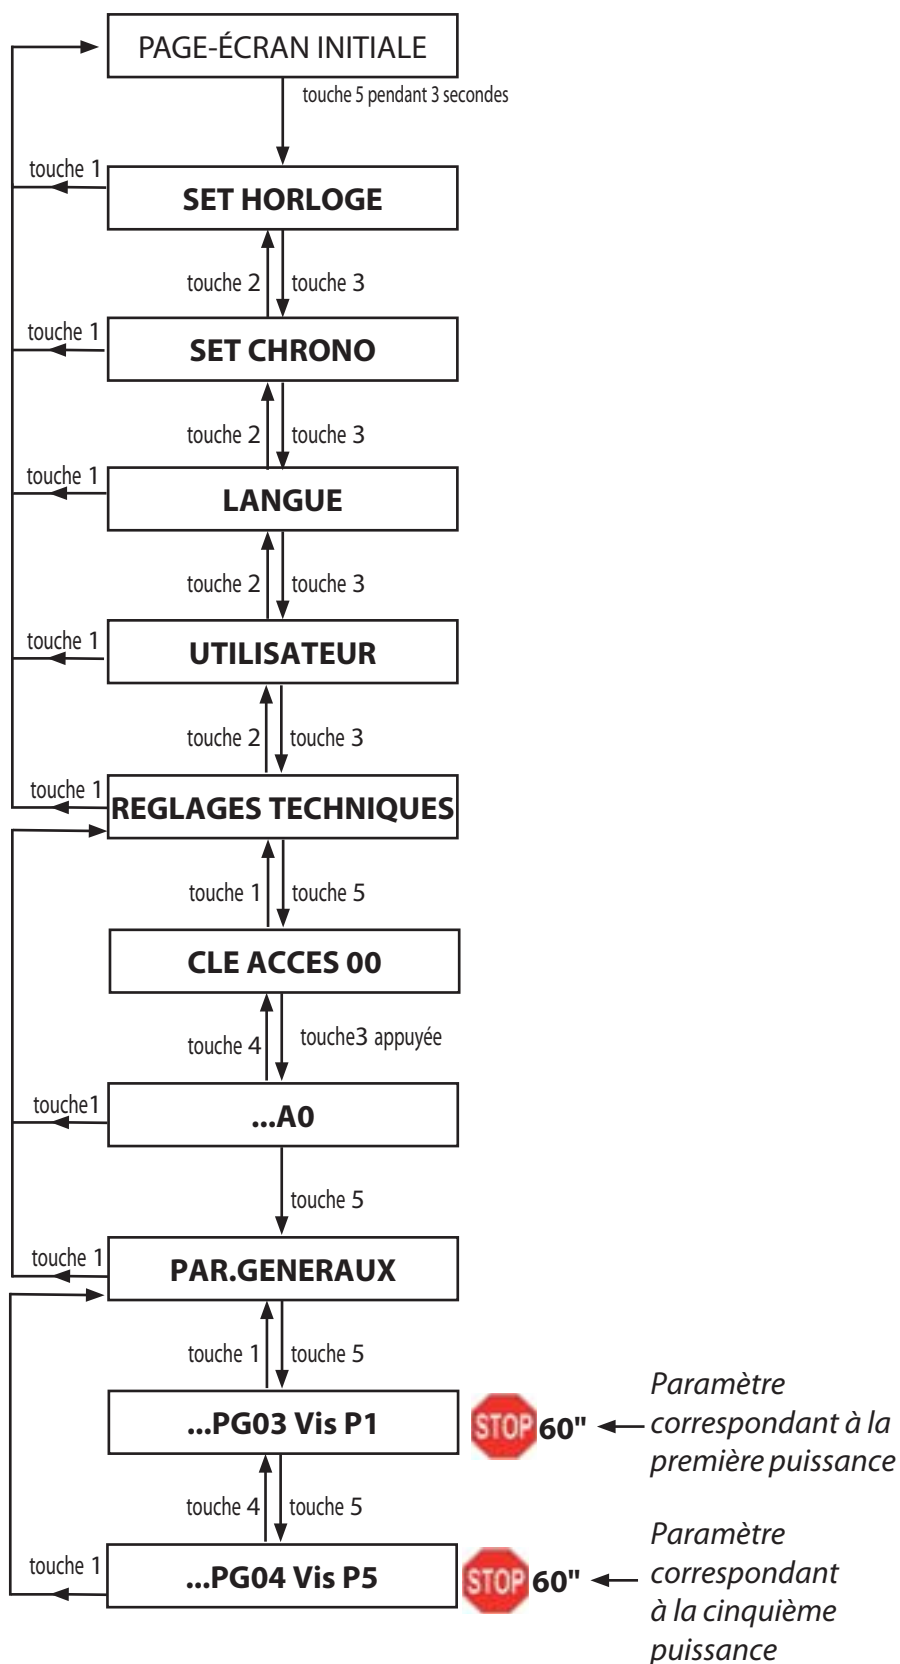 PAGE-ÉCRAN INITIALE
touche 5 pendant 3 secondes
touche 1
SET HORLOGE
touche 2
touche 3
touche 1
SET CHRONO
touche 2
touche 3
touche 1
LANGUE
touche 2
touche 3
touche 1
UTILISATEUR
touche 2
touche 3
touche 1
REGLAGES TECHNIQUES
touche 1
touche 5
CLE ACCES 00
touche 4
touche3 appuyée
touche1
...A0
touche 5
touche 1
PAR.GENERAUX
touche 1
touche 5
...PG03 Vis P1
STOP
60"
Paramètre
correspondant à la
première puissance
touche 4
touche 5
touche 1
...PG04 Vis P5
STOP
60"
Paramètre
correspondant
à la cinquième
puissance